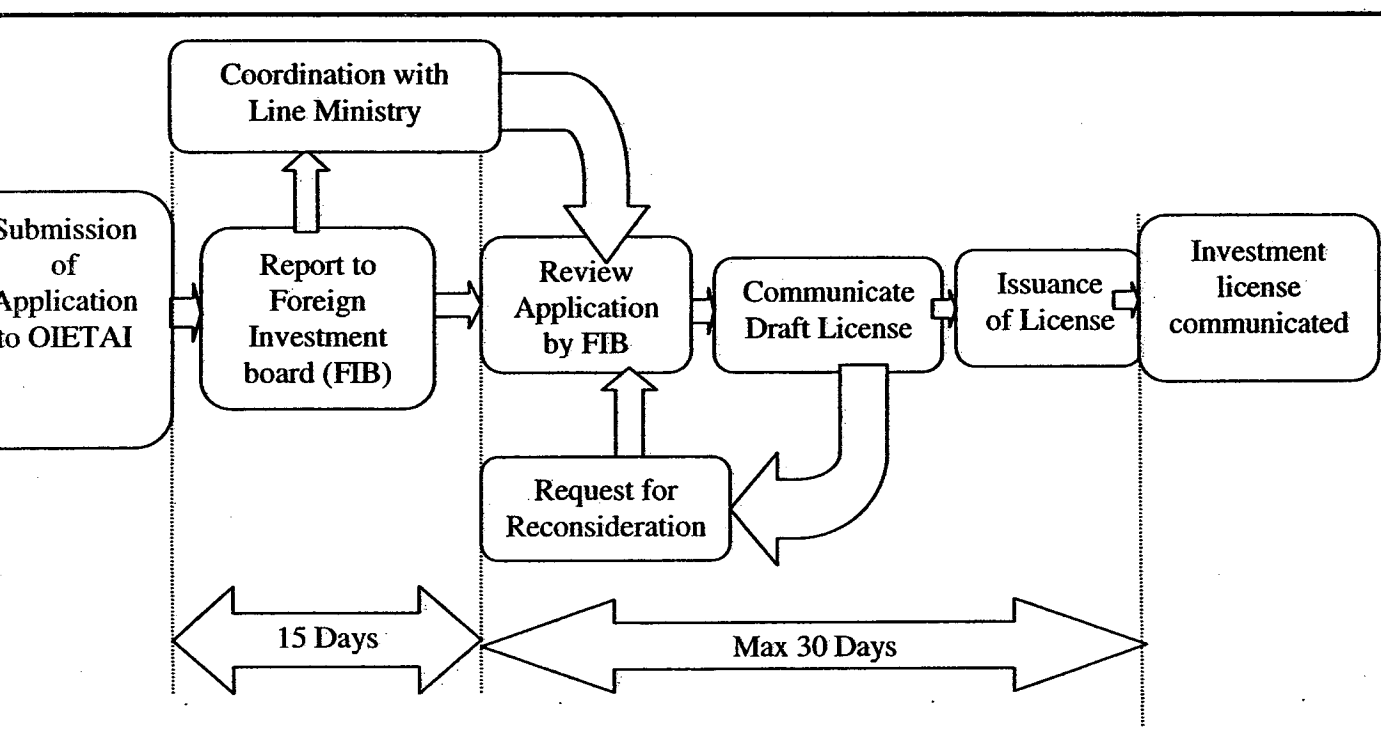 Coordination with
Line Ministry
Submission
of
Application
to OIETAI
Report to
Foreign
Investment
board (FIB)
Review
Application
by FIB
Communicate
Draft License
Issuance
of License
Investment
license
communicated
Request for
Reconsideration
15 Days
Max 30 Days